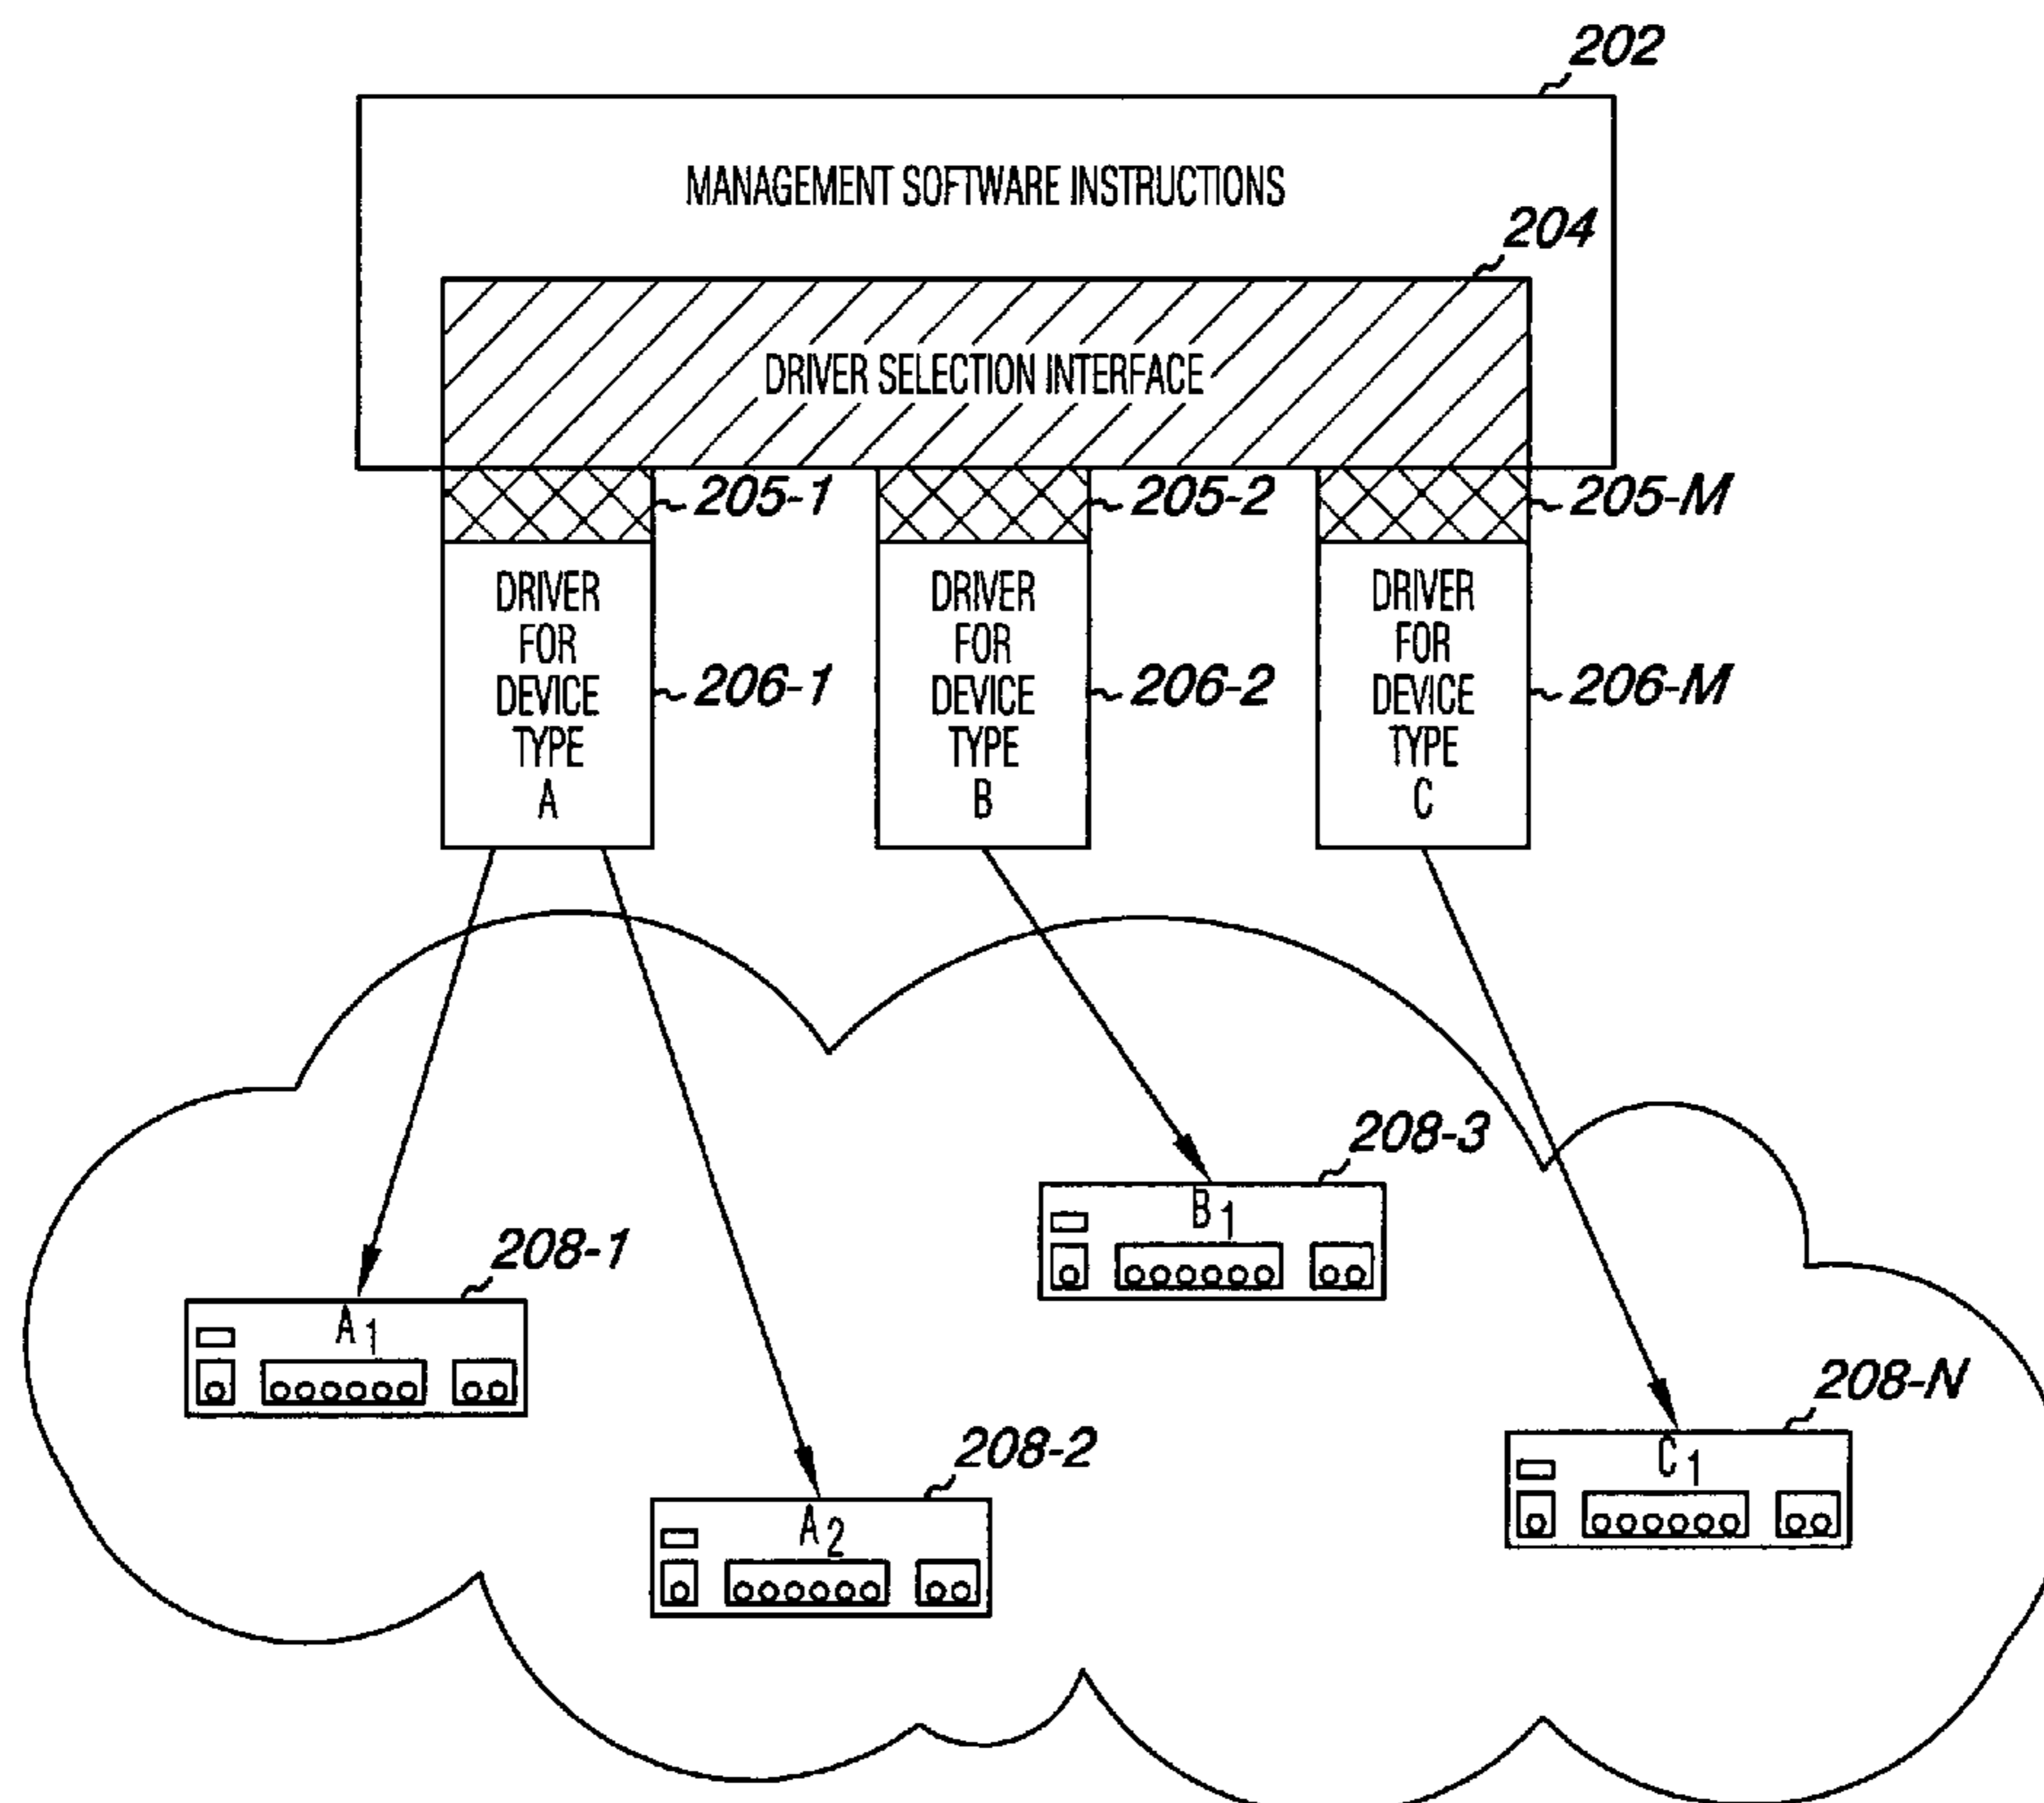 202
MANAGEMENT SOFTWARE INSTRUCTIONS
204
DRIVER SELECTION INTERFACE
205-1
205-2
205-M
DRIVER
FOR
DEVICE
TYPE
A
206-1
DRIVER
FOR
DEVICE
TYPE
B
206-2
DRIVER
FOR
DEVICE
TYPE
C
206-M
208-3
B1
208-1
A1
208-N
C1
208-2
A2